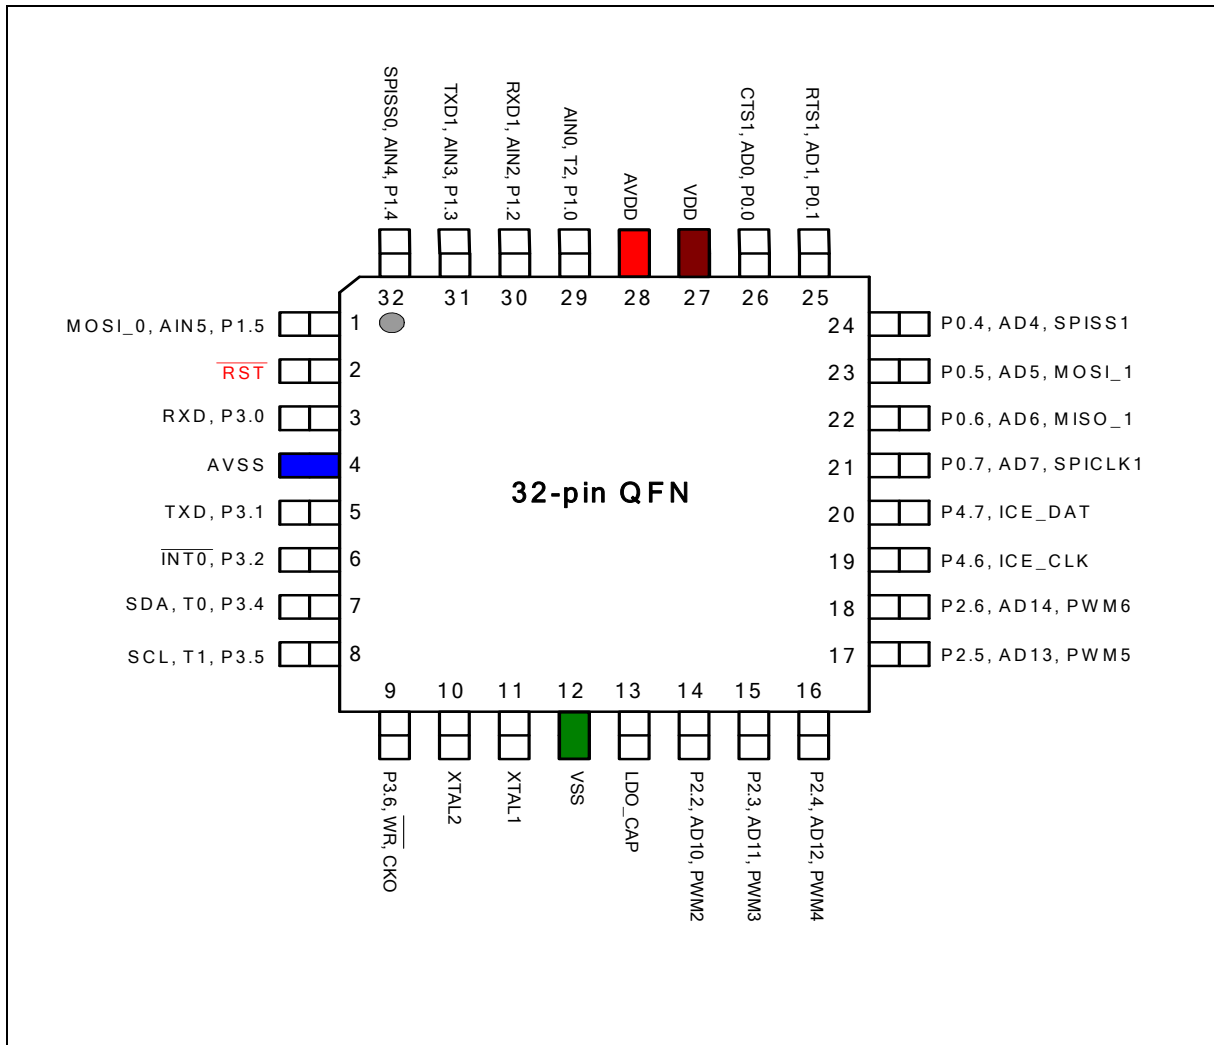 SPISS0, AIN4, P1.4
TXD1, AIN3, P1.3
RXD1, AIN2, P1.2
AIN0, T2, P1.0
AVDD
VDD
CTS1, AD0, P0.0
RTS1, AD1, P0.1
32 31 30 29 28 27 26 25
MOSI_0, AIN5, P1.5 1
RST 2
RXD, P3.0 3
AVSS 4
TXD, P3.1 5
INT0, P3.2 6
SDA, T0, P3.4 7
SCL, T1, P3.5 8
32-pin QFN
24 P0.4, AD4, SPISS1
23 P0.5, AD5, MOSI_1
22 P0.6, AD6, MISO_1
21 P0.7, AD7, SPICLK1
20 P4.7, ICE_DAT
19 P4.6, ICE_CLK
18 P2.6, AD14, PWM6
17 P2.5, AD13, PWM5
9 10 11 12 13 14 15 16
P3.6, WR, CKO
XTAL2
XTAL1
VSS
LDO_CAP
P2.2, AD10, PWM2
P2.3, AD11, PWM3
P2.4, AD12, PWM4